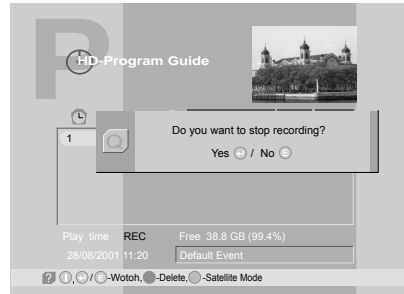 HD-Program Guide
1
Do you want to stop recording?
Yes / No E
Play time REC Free 38.8 GB (99.4%)
28/08/2001 11:20 Default Event
? i, / E -Wotoh, -Delete, -Satellite Mode